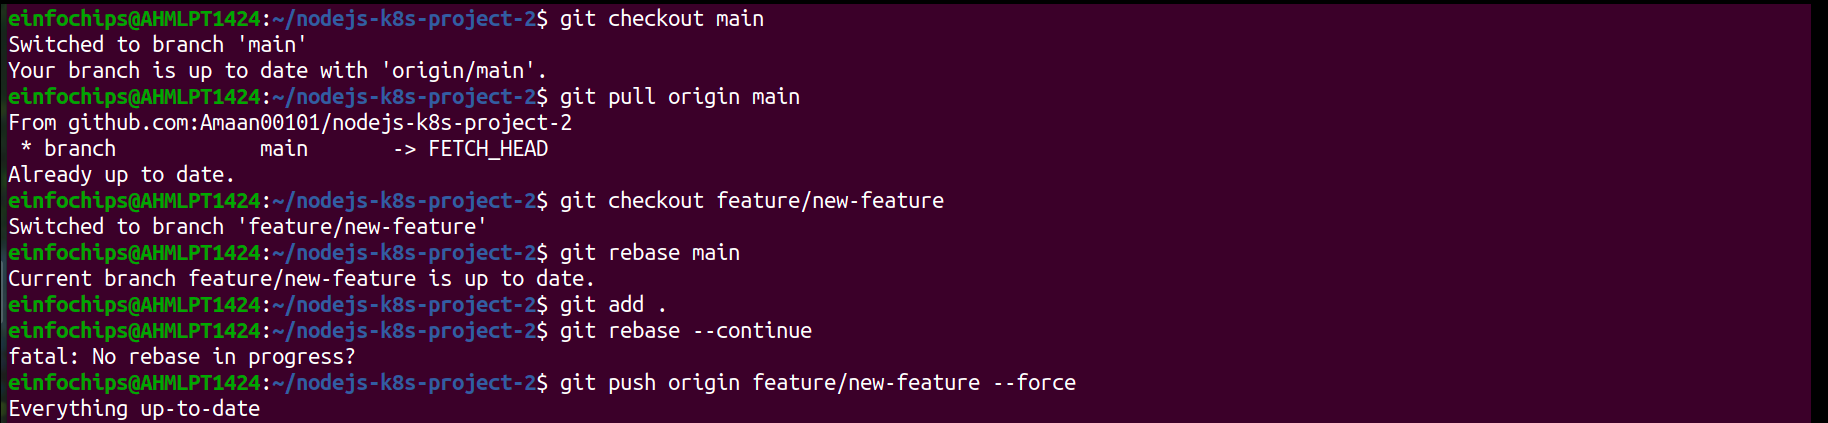 einfochips@AHMLPT1424:~/nodejs-k8s-project-2$ git checkout main
Switched to branch 'main'
Your branch is up to date with 'origin/main'.
einfochips@AHMLPT1424:~/nodejs-k8s-project-2$ git pull origin main
From github.com:Amaan00101/nodejs-k8s-project-2
 * branch            main       -> FETCH_HEAD
Already up to date.
einfochips@AHMLPT1424:~/nodejs-k8s-project-2$ git checkout feature/new-feature
Switched to branch 'feature/new-feature'
einfochips@AHMLPT1424:~/nodejs-k8s-project-2$ git rebase main
Current branch feature/new-feature is up to date.
einfochips@AHMLPT1424:~/nodejs-k8s-project-2$ git add .
einfochips@AHMLPT1424:~/nodejs-k8s-project-2$ git rebase --continue
fatal: No rebase in progress?
einfochips@AHMLPT1424:~/nodejs-k8s-project-2$ git push origin feature/new-feature --force
Everything up-to-date